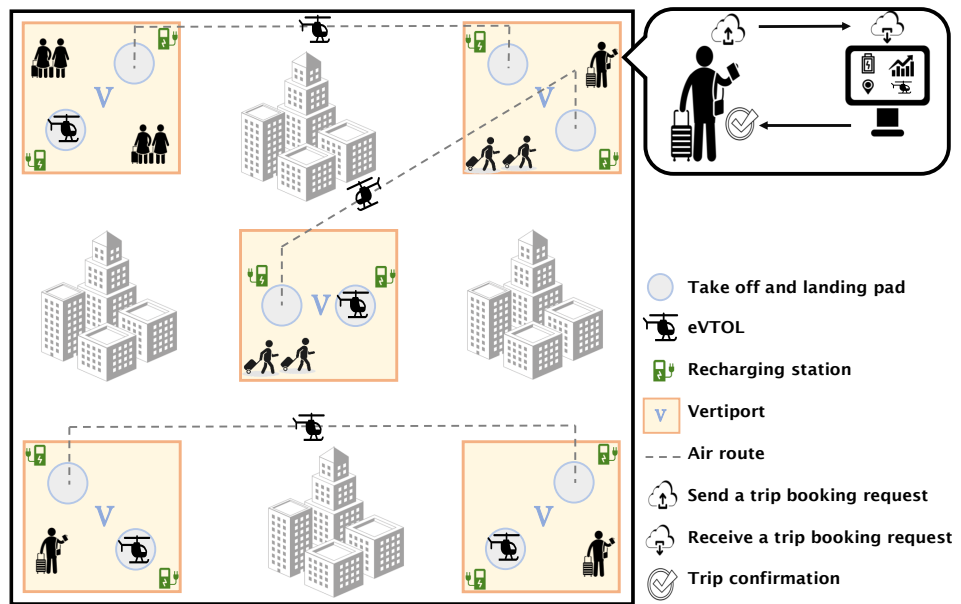 V
V
V
V
V
Take off and landing pad
eVTOL
Recharging station
V
Vertiport
Air route
Send a trip booking request
Receive a trip booking request
Trip confirmation